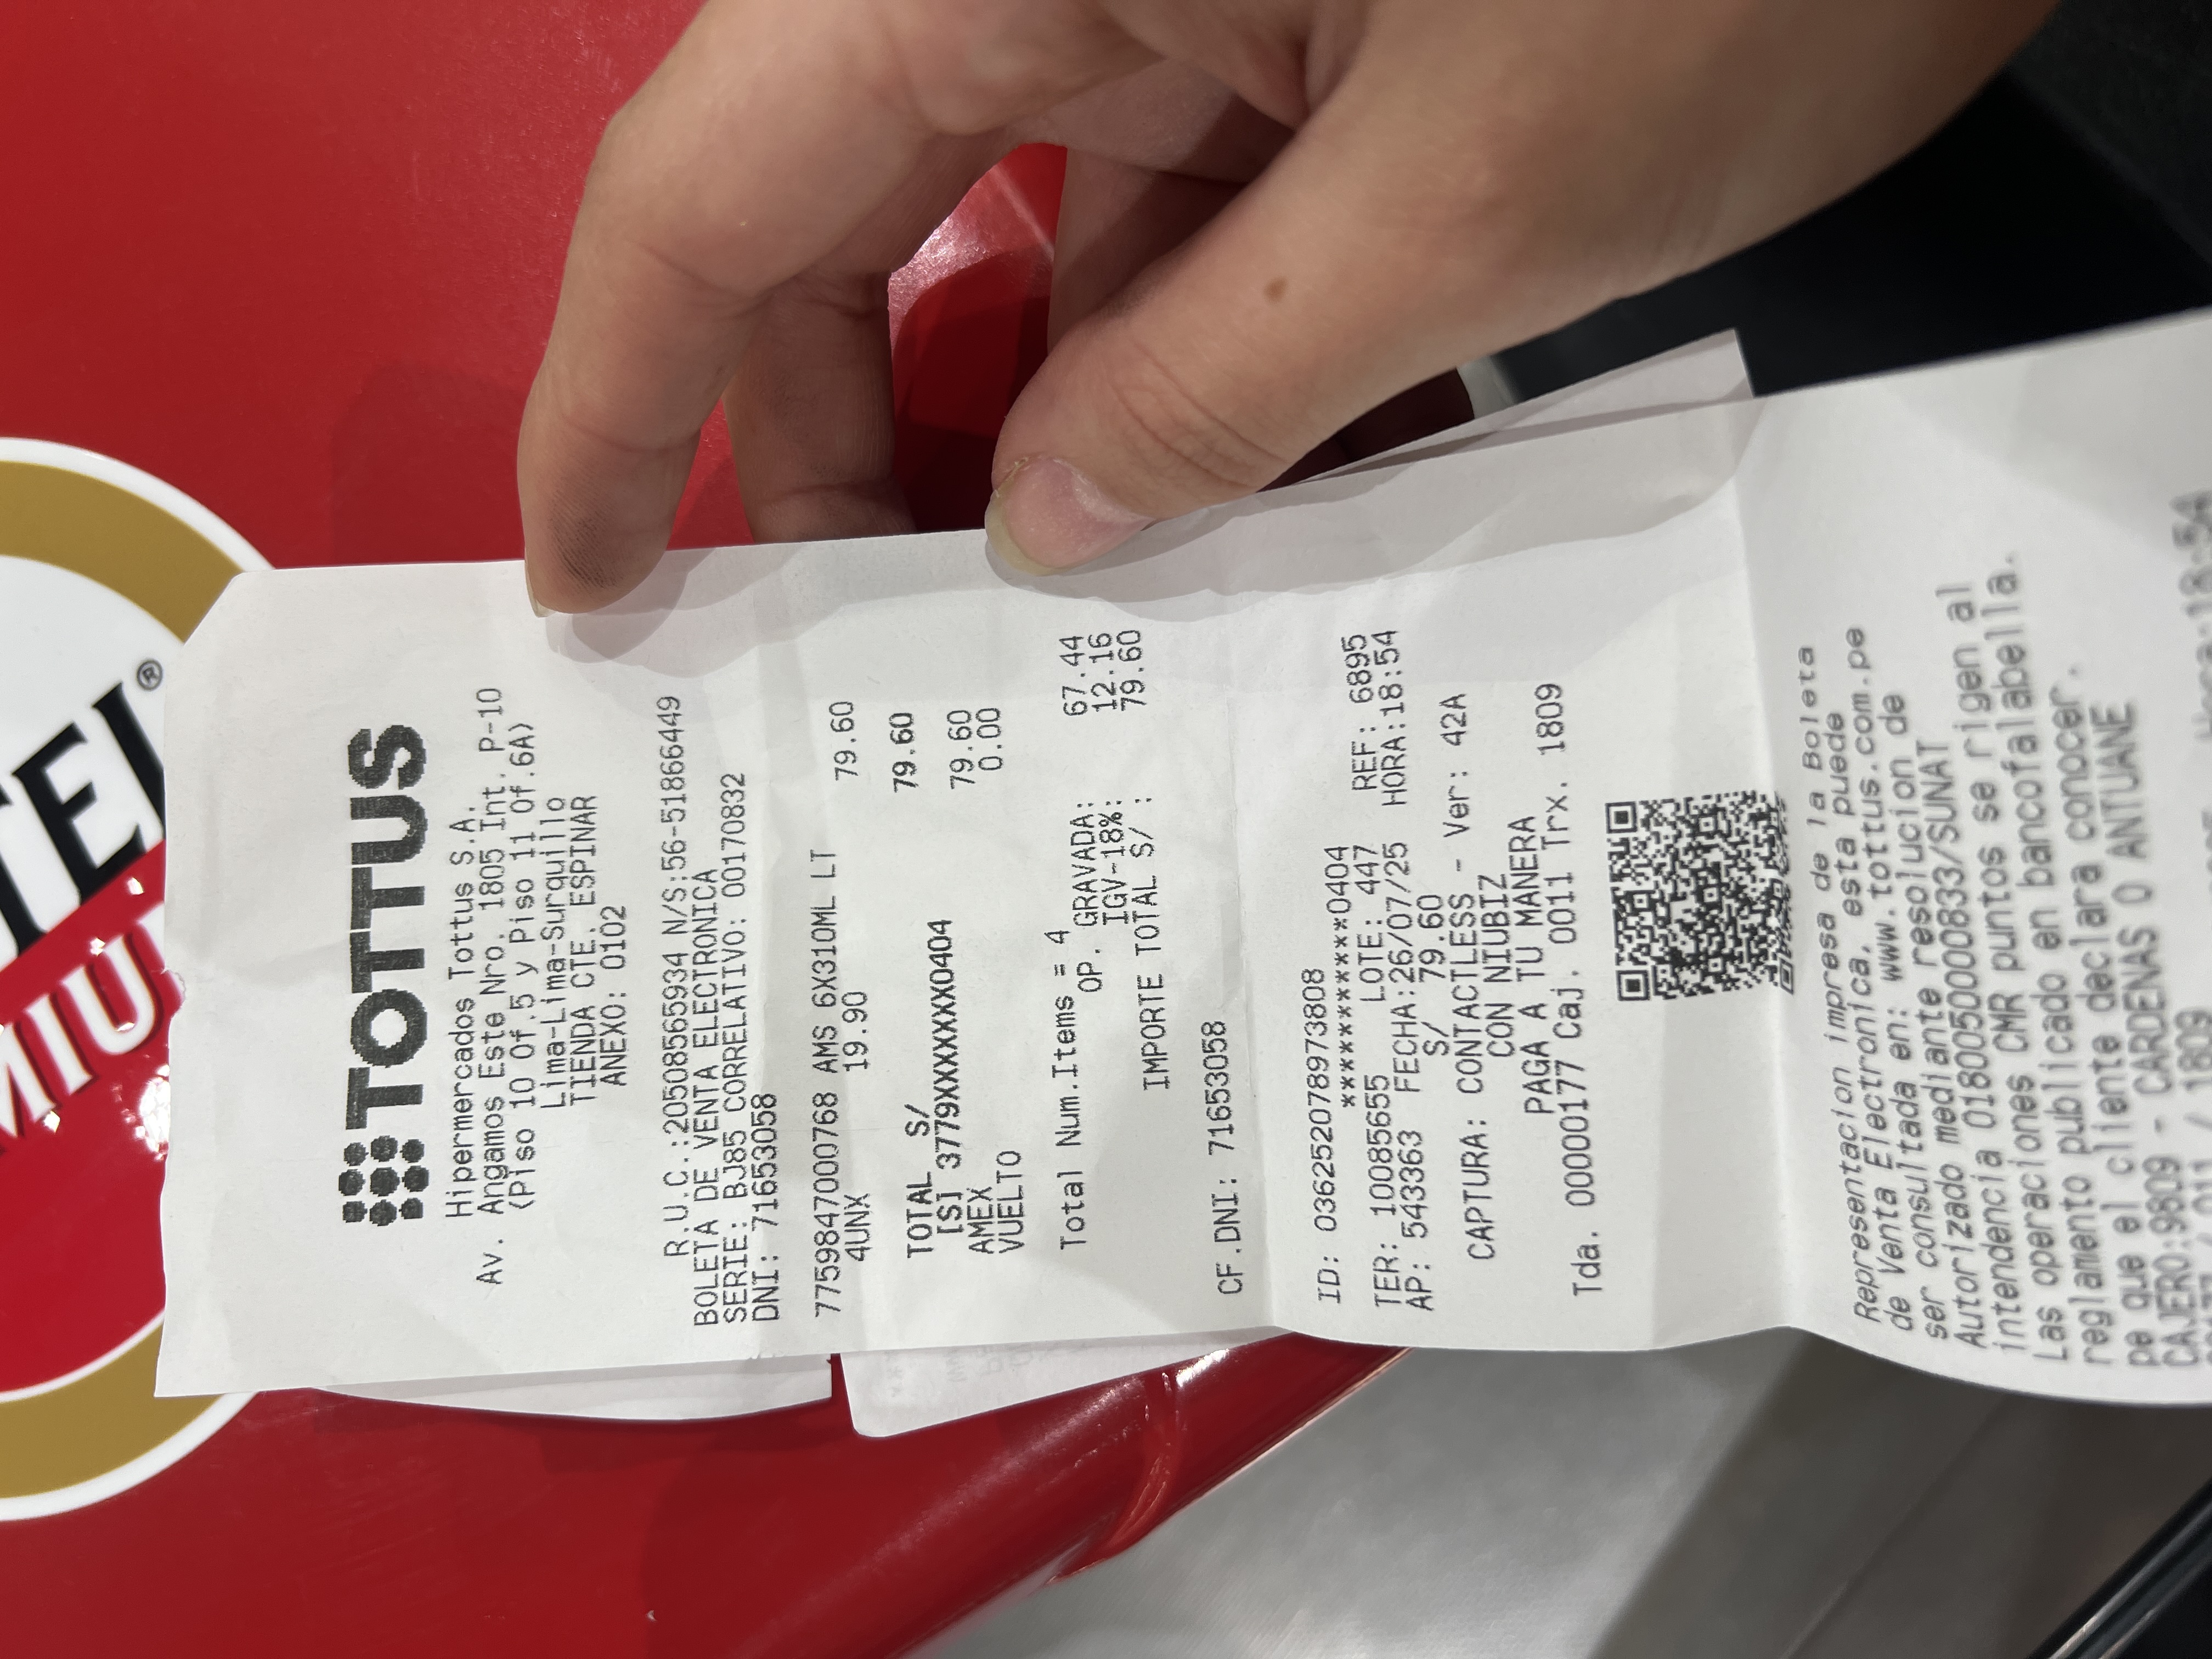 TEL®
MIU
TOTTUS
Hipermercados Tottus S.A.
Av. Angamos Este Nro. 1805 Int. P-10
(Piso 10 Of.5 y Piso 11 Of.6A)
Lima-Lima-Surquillo
TIENDA CTE. ESPINAR
ANEXO: 0102
R.U.C.:20508565934 N/S:56-51866449
BOLETA DE VENTA ELECTRONICA
SERIE: BJ85 CORRELATIVO: 00170832
DNI: 71653058
7759847000768 AMS 6X310ML LT
4UNX 19.90 79.60
TOTAL S/ 79.60
[S] 3779XXXXXXX0404
AMEX 79.60
VUELTO 0.00
Total Num.Items = 4
OP. GRAVADA: 67.44
IGV-18%: 12.16
IMPORTE TOTAL S/ : 79.60
CF.DNI: 71653058
ID: 036252078973808
***********0404
TER: 10085655 LOTE: 447 REF: 6895
AP: 543363 FECHA:26/07/25 HORA:18:54
S/ 79.60
CAPTURA: CONTACTLESS - Ver: 42A
CON NIUBIZ
PAGA A TU MANERA
Tda. 00000177 Caj. 0011 Trx. 1809
Representacion impresa de la Boleta
de Venta Electronica, esta puede
ser consultada en: www.tottus.com.pe
Autorizado mediante resolucion de
intendencia 0180050000833/SUNAT
Las operaciones CMR puntos se rigen al
reglamento publicado en bancofalabella.
pe que el cliente declara conocer.
CAJERO:9809 - CARDENAS O ANTUANE
/ 011 / 1809
Hora:18:54